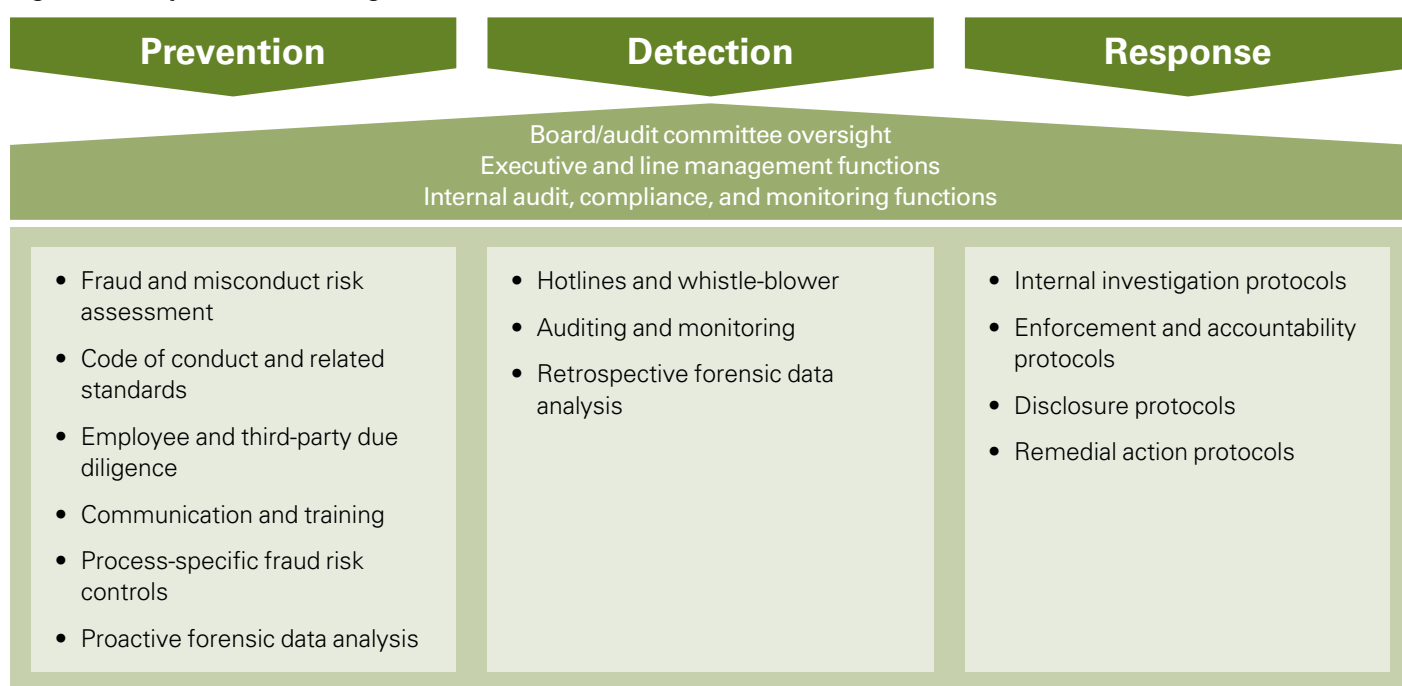 Prevention
Detection
Response
Board/audit committee oversight
Executive and line management functions
Internal audit, compliance, and monitoring functions
• Fraud and misconduct risk
assessment
• Code of conduct and related
standards
• Employee and third-party due
diligence
• Communication and training
• Process-specific fraud risk
controls
• Proactive forensic data analysis
• Hotlines and whistle-blower
• Auditing and monitoring
• Retrospective forensic data
analysis
• Internal investigation protocols
• Enforcement and accountability
protocols
• Disclosure protocols
• Remedial action protocols